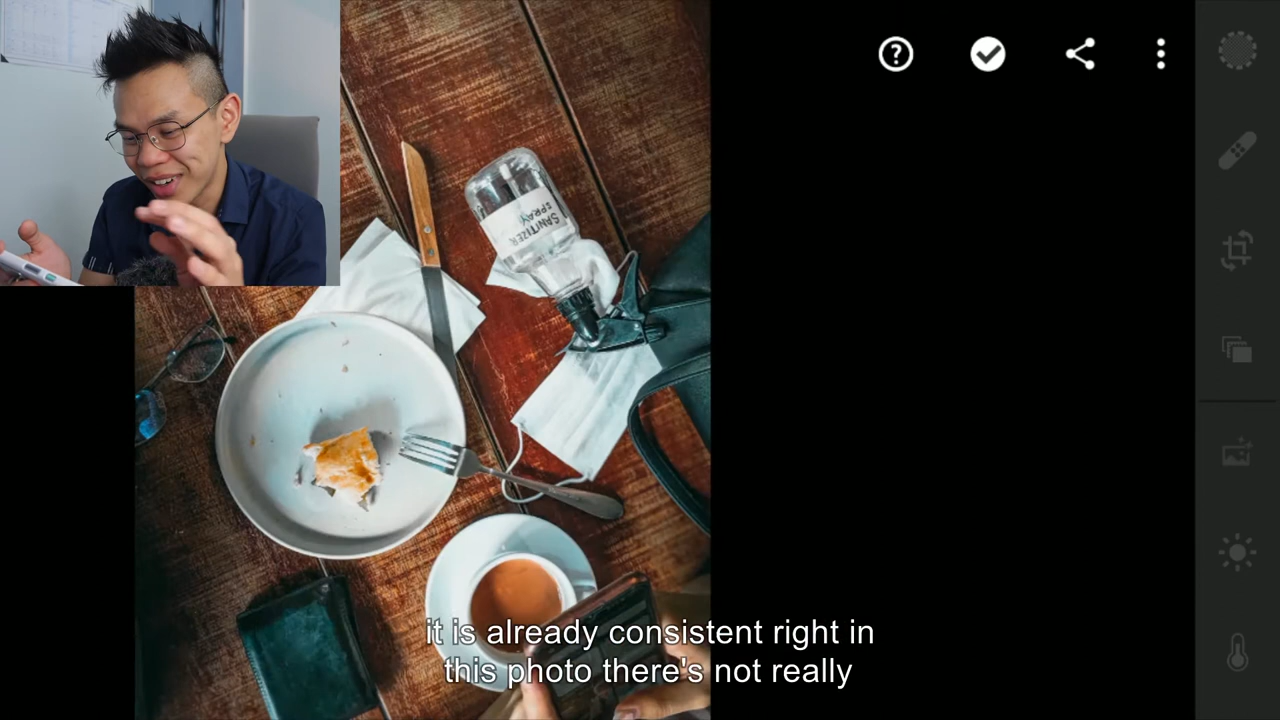 SANITIZER
SPRAY
it is already consistent right in
this photo there's not really